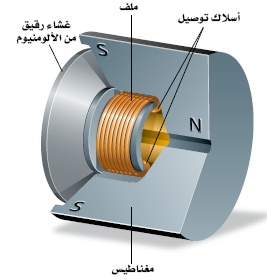 ملف
أسلاك توصيل
غشاء رقيق
من الألومنيوم
S
N
S
مغناطيس